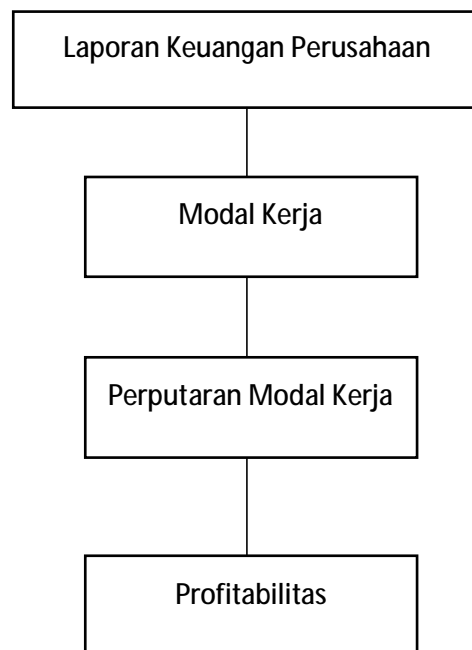 Laporan Keuangan Perusahaan
Modal Kerja
Perputaran Modal Kerja
Profitabilitas